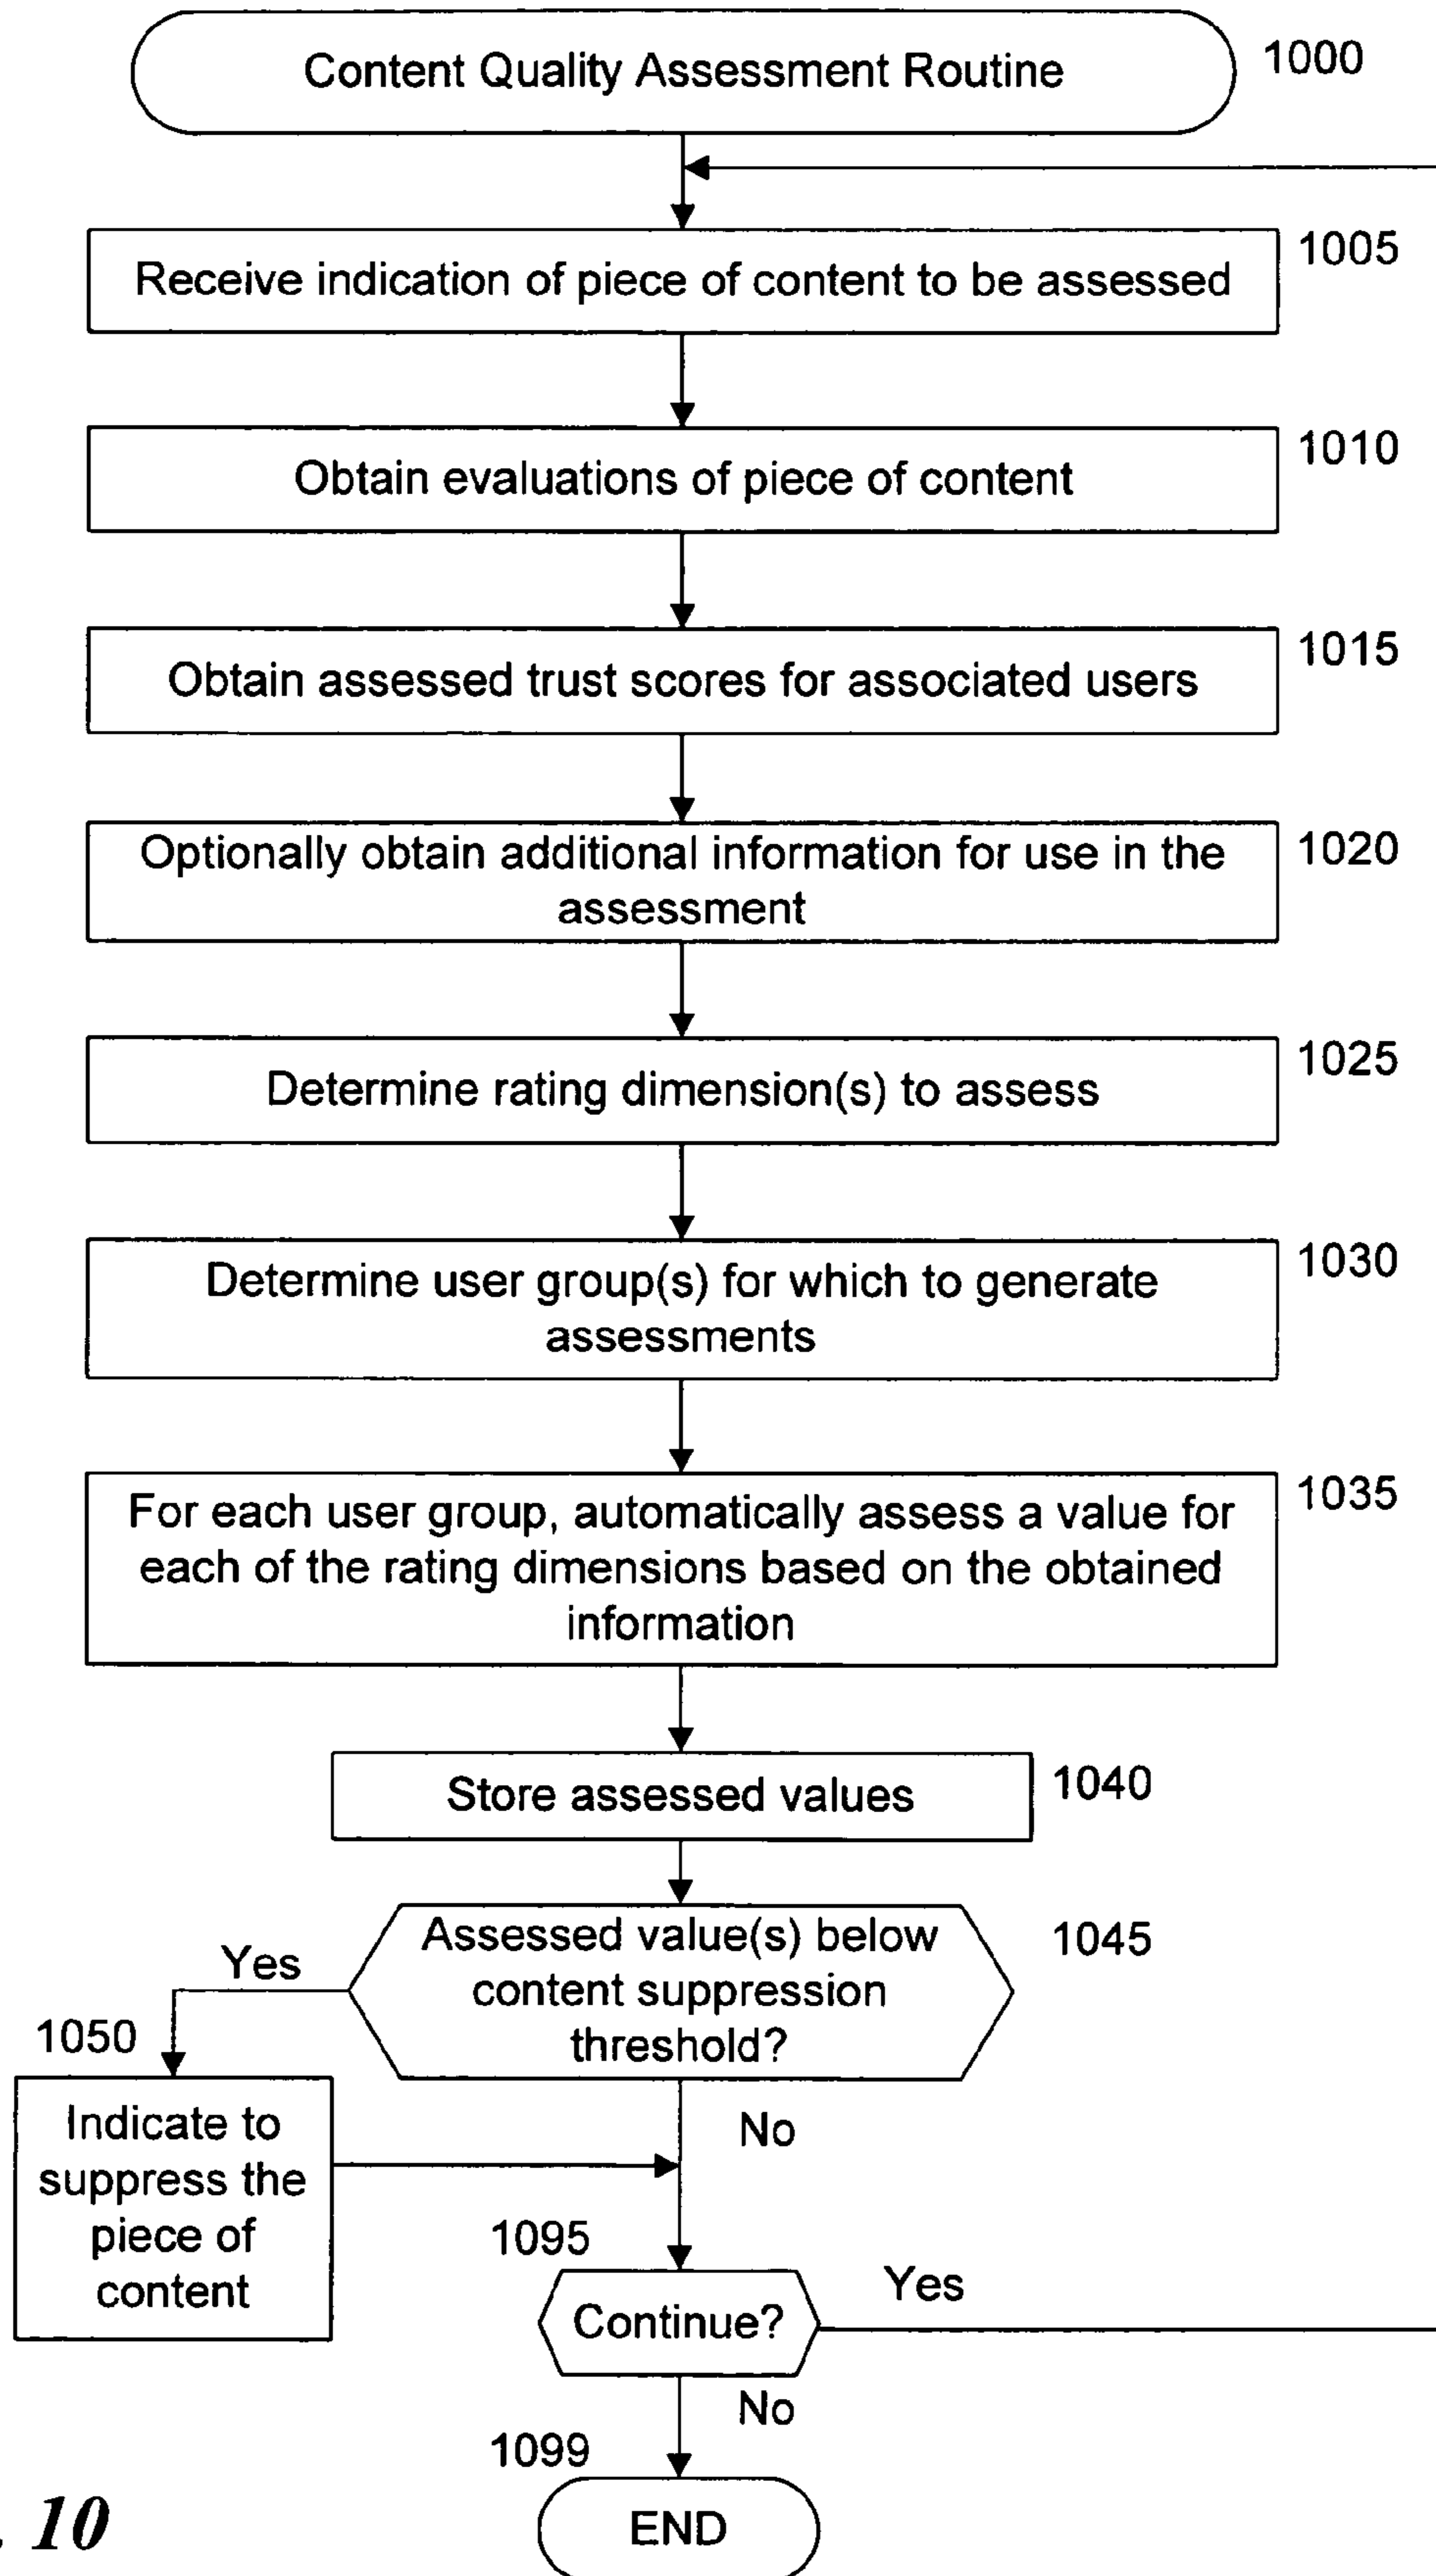 Content Quality Assessment Routine
1000
Receive indication of piece of content to be assessed
1005
Obtain evaluations of piece of content
1010
Obtain assessed trust scores for associated users
1015
Optionally obtain additional information for use in the
assessment
1020
Determine rating dimension(s) to assess
1025
Determine user group(s) for which to generate
assessments
1030
For each user group, automatically assess a value for
each of the rating dimensions based on the obtained
information
1035
Store assessed values
1040
Assessed value(s) below
content suppression
threshold?
1045
Yes
1050
Indicate to
suppress the
piece of
content
No
1095
Continue?
Yes
No
1099
END
. 10